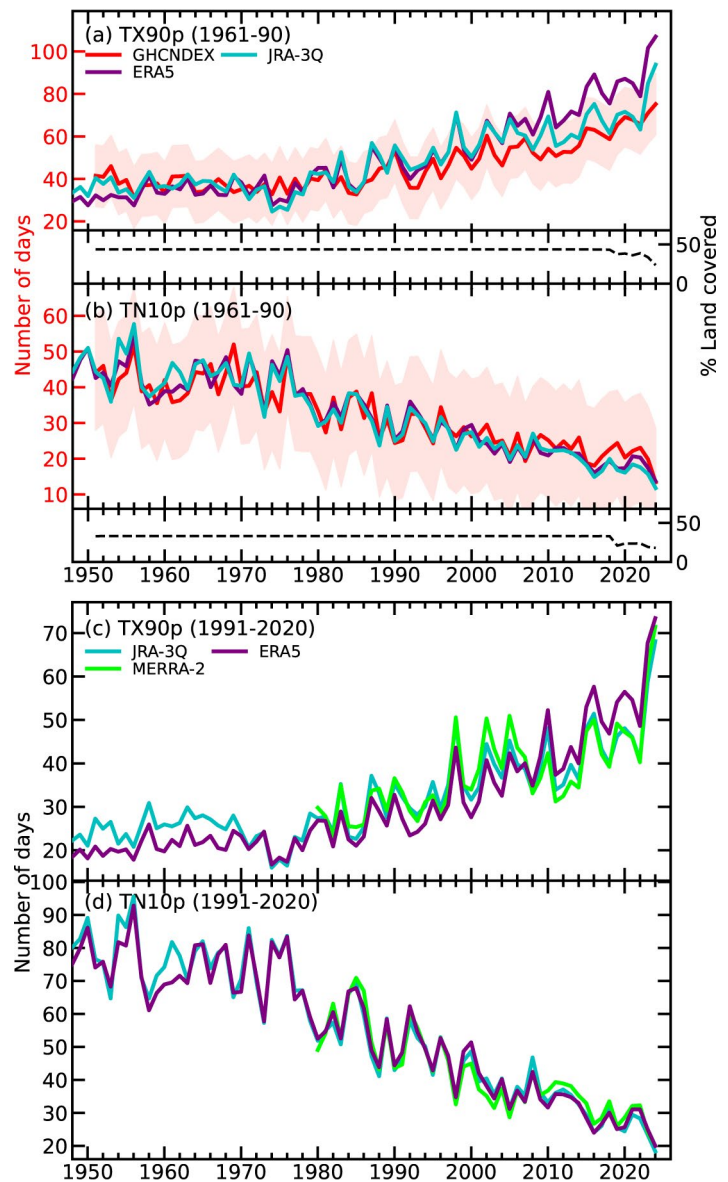 (a) TX90p (1961-90)
GHCNDEX JRA-3Q
ERA5
100
80
60
40
20
Number of days
50
0
% Land covered
(b) TN10p (1961-90)
60
50
40
30
20
10
50
0
1950 1960 1970 1980 1990 2000 2010 2020
(c) TX90p (1991-2020)
JRA-3Q ERA5
MERRA-2
70
60
50
40
30
20
Number of days
(d) TN10p (1991-2020)
100
90
80
70
60
50
40
30
20
1950 1960 1970 1980 1990 2000 2010 2020